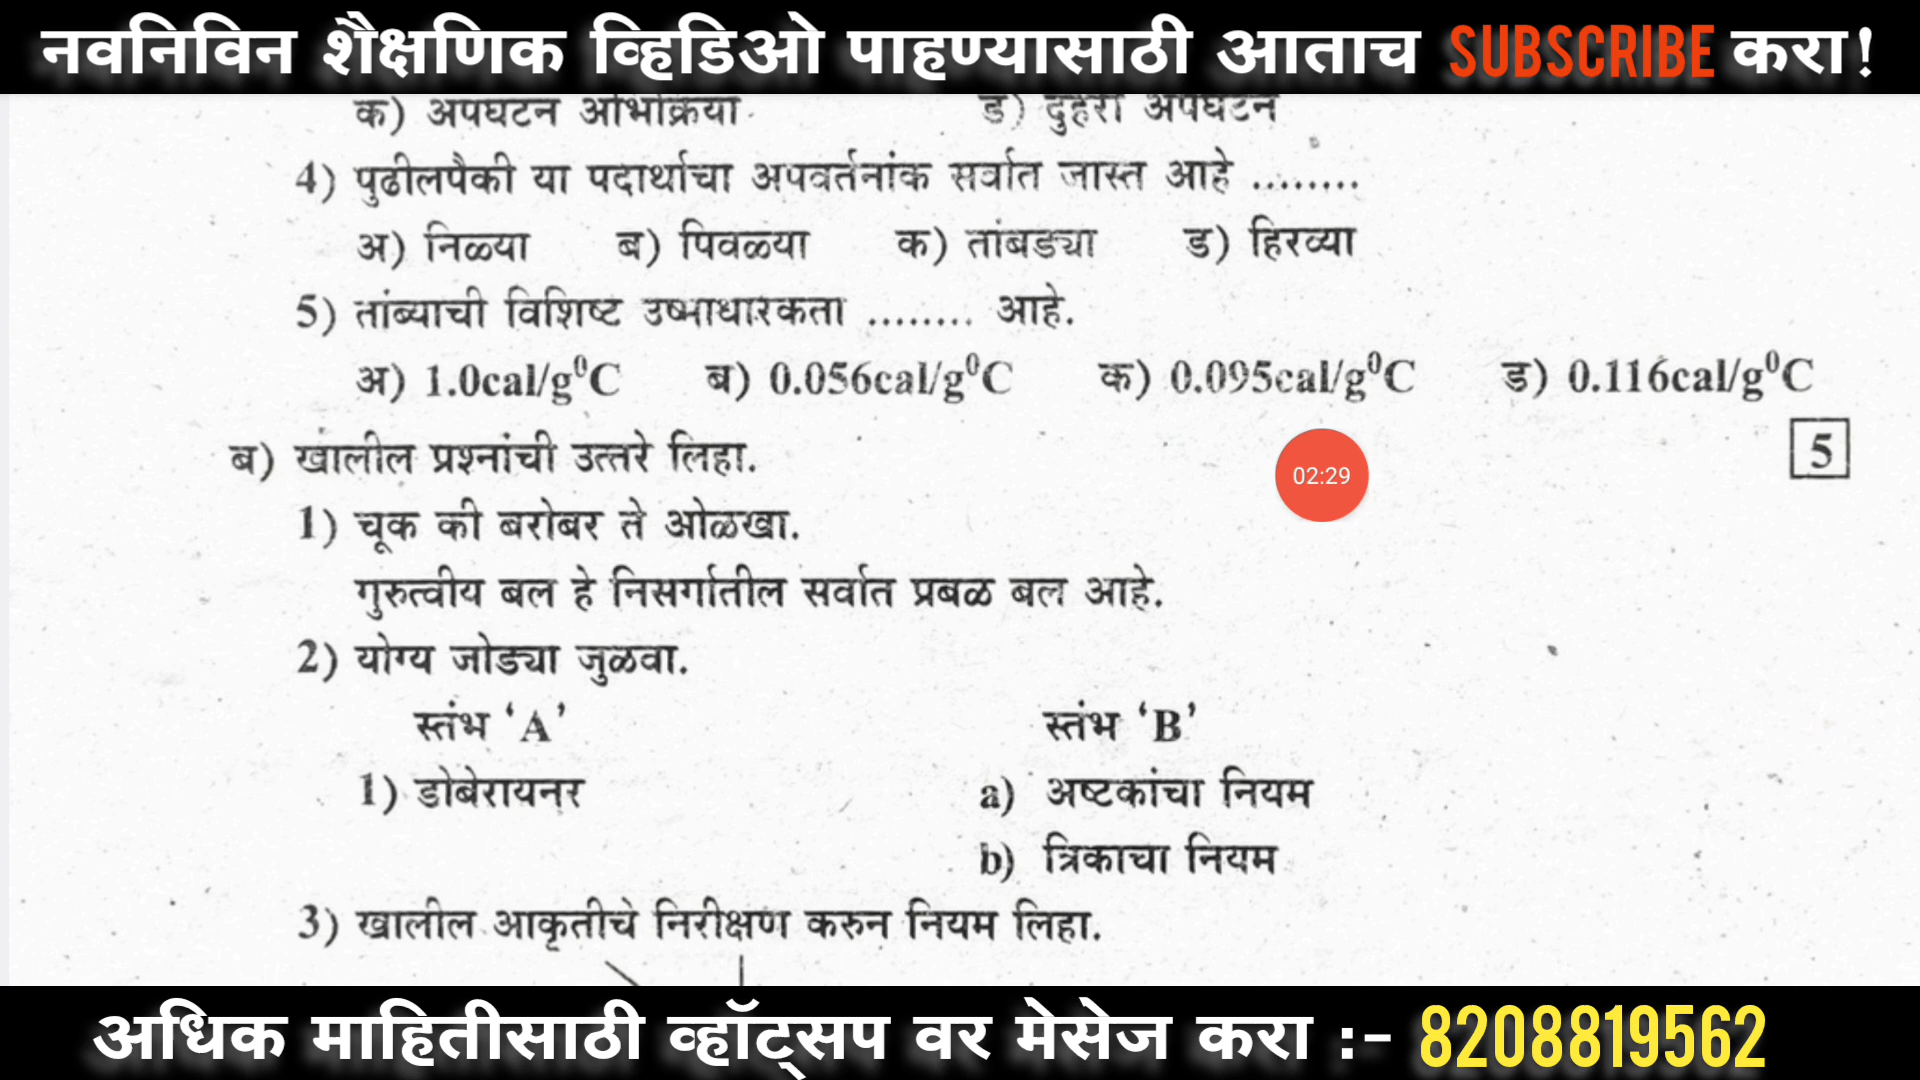 नवनिविन शैक्षणिक व्हिडिओ पाहण्यासाठी आताच SUBSCRIBE करा!
क) अपघटन अभिक्रिया ड) दुहेरी अपघटन
4) पुढीलपैकी या पदार्थाचा अपवर्तनांक सर्वात जास्त आहे ........
अ) निळ्या ब) पिवळ्या क) तांबड्या ड) हिरव्या
5) तांब्याची विशिष्ट उष्माधारकता ........ आहे.
अ) 1.0cal/g⁰C ब) 0.056cal/g⁰C क) 0.095cal/g⁰C ड) 0.116cal/g⁰C
ब) खालील प्रश्नांची उत्तरे लिहा. 5
02:29
1) चूक की बरोबर ते ओळखा.
गुरुत्वीय बल हे निसर्गातील सर्वात प्रबळ बल आहे.
2) योग्य जोड्या जुळवा.
स्तंभ ‘A’ स्तंभ ‘B’
1) डोबेरायनर a) अष्टकांचा नियम
b) त्रिकाचा नियम
3) खालील आकृतीचे निरीक्षण करुन नियम लिहा.
अधिक माहितीसाठी व्हॉट्सप वर मेसेज करा :- 8208819562